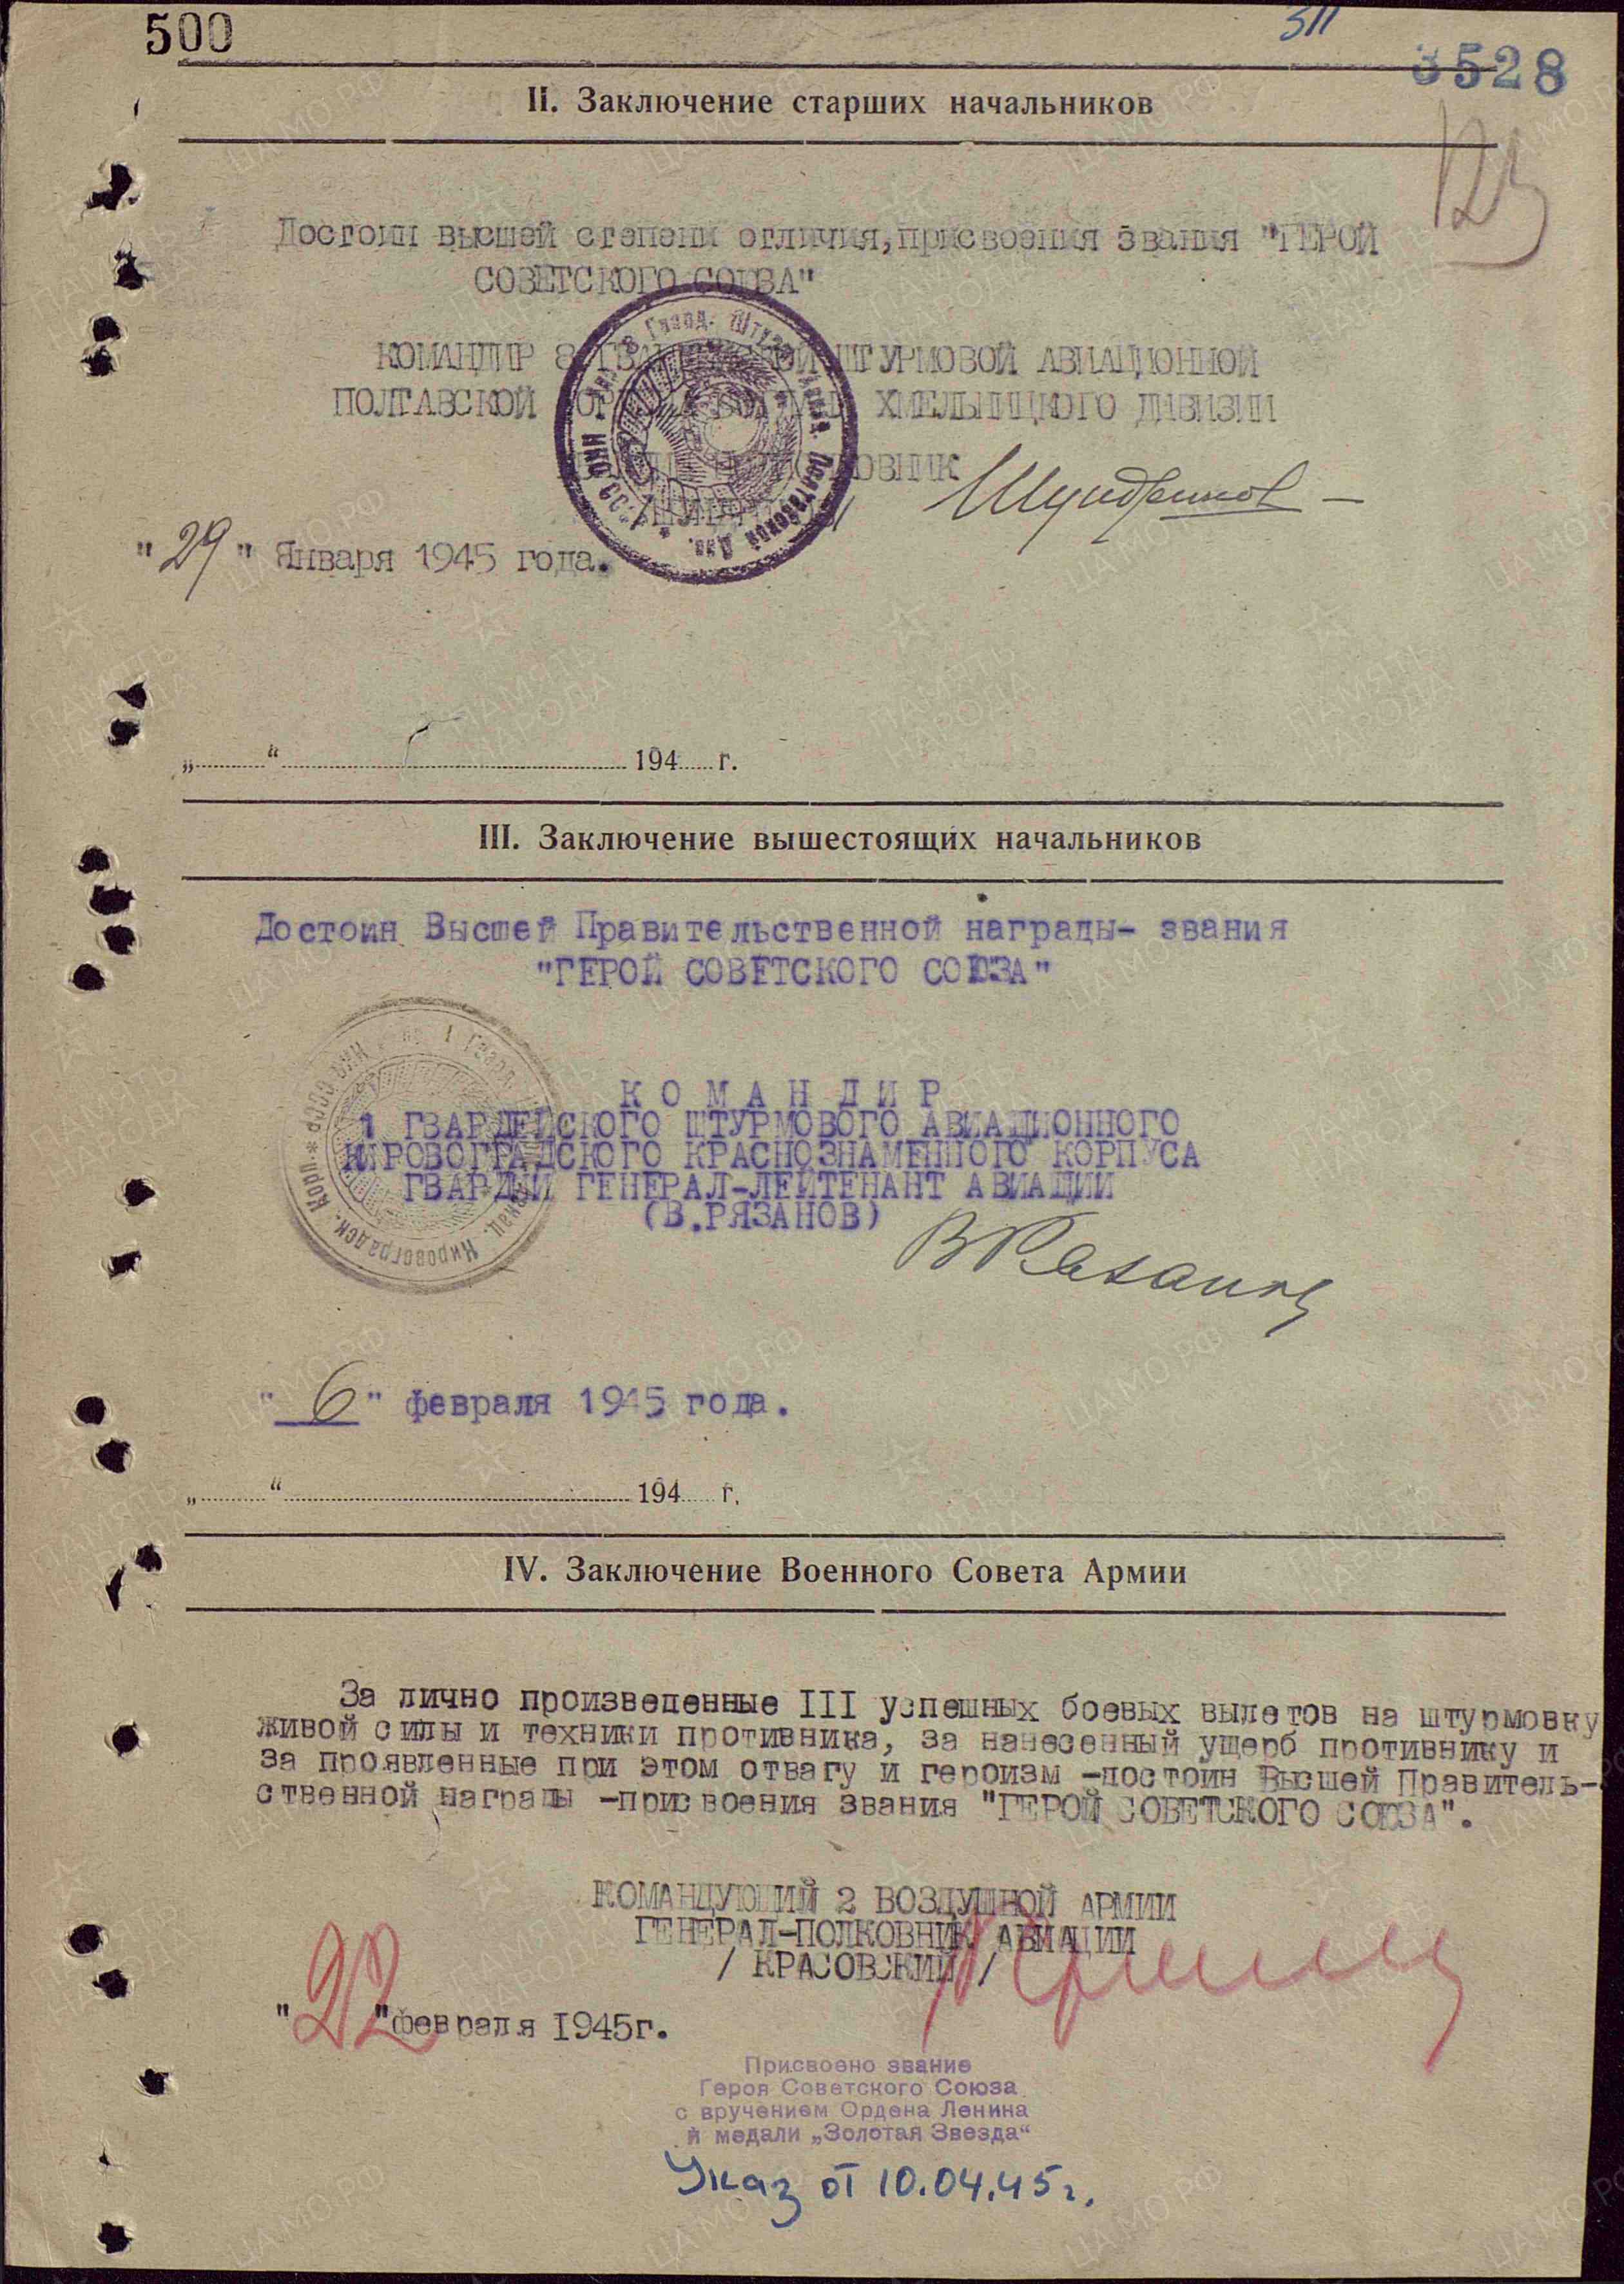 500
311
528
II. Заключение старших начальников
Достоин высшей степени отличия, присвоения звания "ГЕРОЙ
СОВЕТСКОГО СОЮЗА"
КОМАНДИР 8 ШТУРМОВОЙ АВИАЦИОННОЙ
ПОЛТАВСКОЙ ХМЕЛЬНИЦКОГО ДИВИЗИИ
"29" Января 1945 года.
„ “ 194 г.
III. Заключение вышестоящих начальников
Достоин Высшей Правительственной награды- звания
"ГЕРОЙ СОВЕТСКОГО СОЮЗА"
КОМАНДИР
1 ГВАРДЕЙСКОГО ШТУРМОВОГО АВИАЦИОННОГО
КИРОВОГРАДСКОГО КРАСНОЗНАМЕННОГО КОРПУСА
ГВАРДИИ ГЕНЕРАЛ-ЛЕЙТЕНАНТ АВИАЦИИ
(В.РЯЗАНОВ)
ВРязанов
"6" февраля 1945 года.
„ “ 194 г.
IV. Заключение Военного Совета Армии
За лично произведенные III успешных боевых вылетов на штурмовку
живой силы и техники противника, за нанесенный ущерб противнику и
за проявленные при этом отвагу и героизм -достоин Высшей Правитель-
ственной награды -присвоения звания "ГЕРОЙ СОВЕТСКОГО СОЮЗА".
КОМАНДУЮЩИЙ 2 ВОЗДУШНОЙ АРМИИ
ГЕНЕРАЛ-ПОЛКОВНИК АВИАЦИИ
/ КРАСОВСКИЙ /
"22" февраля 1945г.
Присвоено звание
Героя Советского Союза
с вручением Ордена Ленина
и медали „Золотая Звезда“
Указ от 10.04.45г.